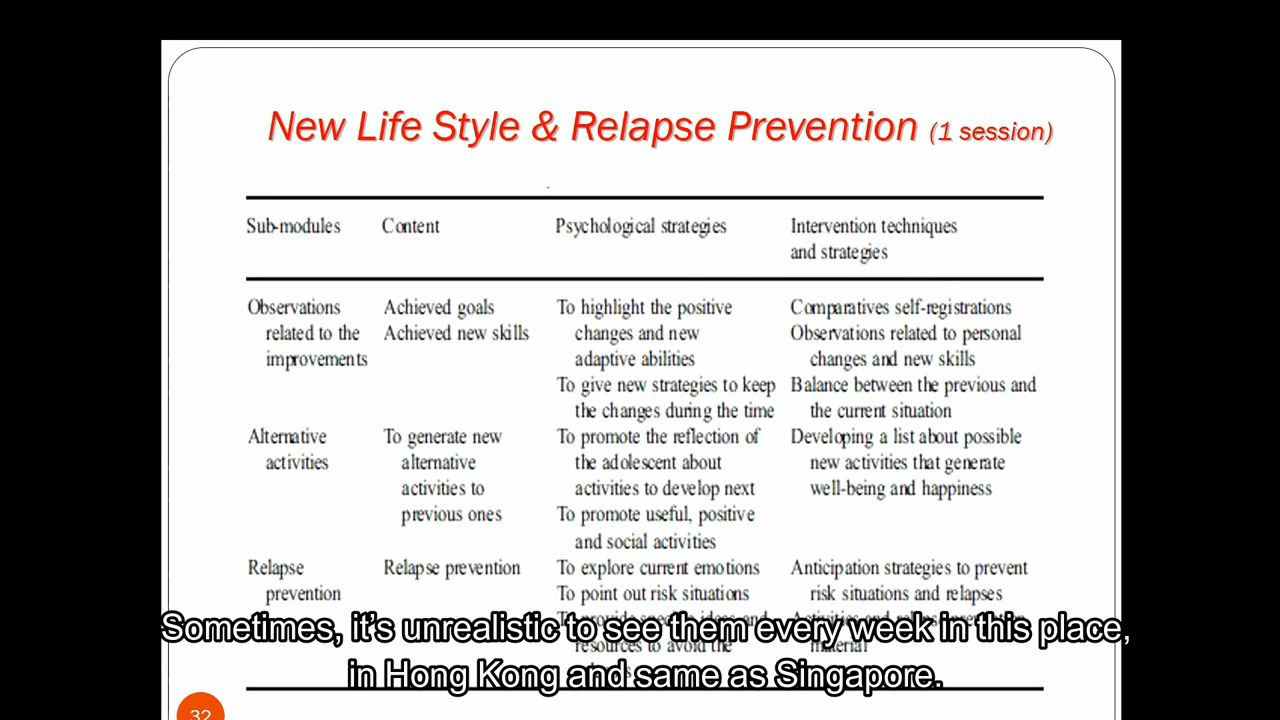 New Life Style & Relapse Prevention (1 session)
Sub-modules Content Psychological strategies Intervention techniques
and strategies
Observations Achieved goals To highlight the positive Comparatives self-registrations
related to the Achieved new skills changes and new Observations related to personal
improvements adaptive abilities changes and new skills
To give new strategies to keep Balance between the previous and
the changes during the time the current situation
Alternative To generate new To promote the reflection of Developing a list about possible
activities alternative the adolescent about new activities that generate
activities to activities to develop next well-being and happiness
previous ones To promote useful, positive
and social activities
Relapse Relapse prevention To explore current emotions Anticipation strategies to prevent
prevention To point out risk situations risk situations and relapses
resources to avoid the material
Sometimes, it's unrealistic to see them every week in this place,
in Hong Kong and same as Singapore.
32